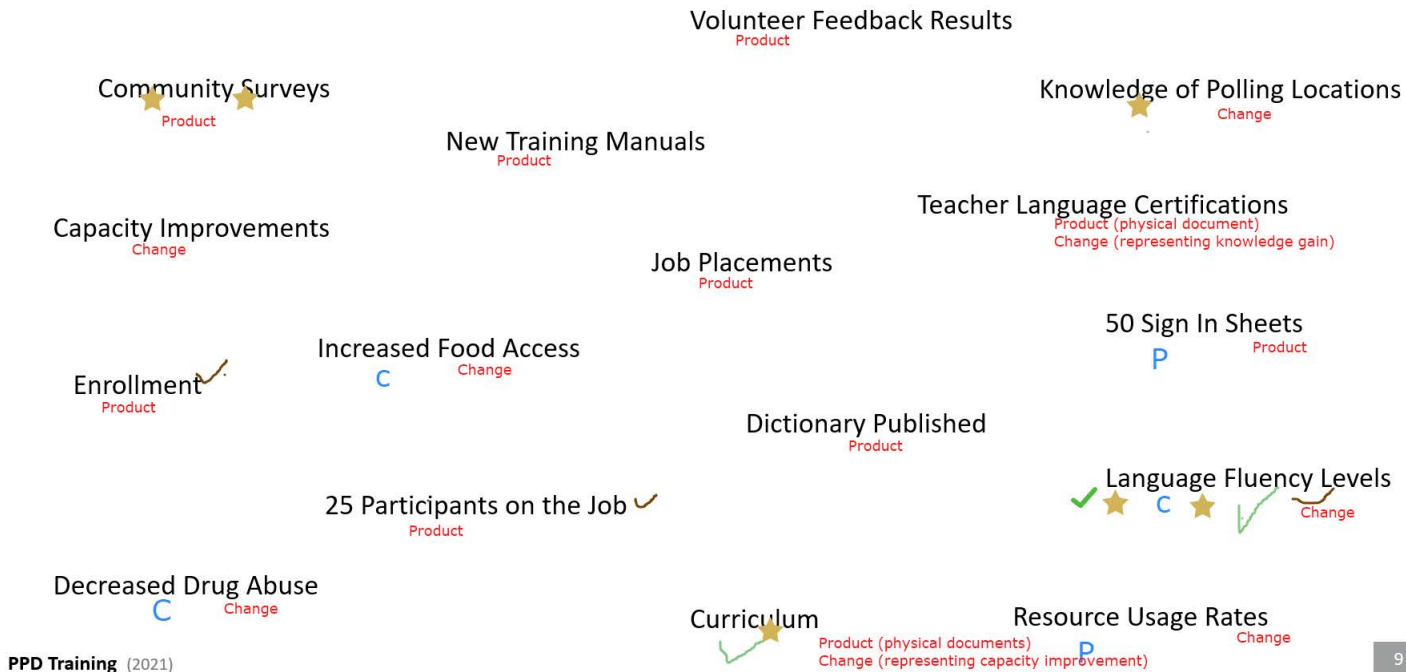 Volunteer Feedback Results
Product
Community Surveys
Product
Knowledge of Polling Locations
Change
New Training Manuals
Product
Teacher Language Certifications
Product (physical document)
Change (representing knowledge gain)
Capacity Improvements
Change
Job Placements
Product
50 Sign In Sheets
Product
P
Increased Food Access
Change
C
Enrollment
Product
Dictionary Published
Product
Language Fluency Levels
C
Change
25 Participants on the Job
Product
Decreased Drug Abuse
Change
C
Curriculum
Product (physical documents)
Change (representing capacity improvement)
Resource Usage Rates
Change
P
PPD Training (2021)
9